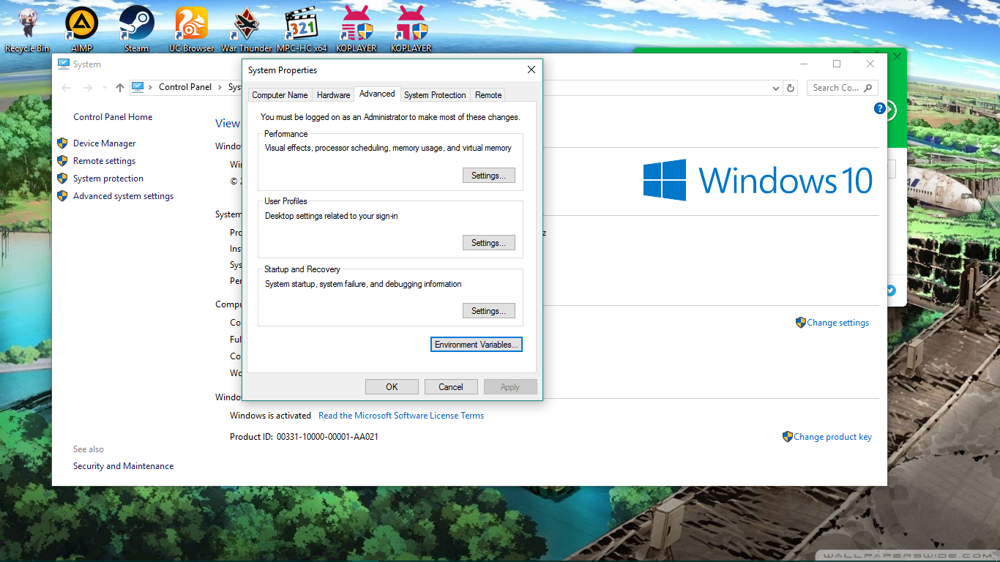 Recycle Bin
AIMP
Steam
UC Browser
War Thunder
321
MPC-HC x64
KOPLAYER
KOPLAYER
System
Control Panel
Sys
Search Co...
Control Panel Home
Device Manager
Remote settings
System protection
Advanced system settings
See also
Security and Maintenance
System Properties
Computer Name
Hardware
Advanced
System Protection
Remote
You must be logged on as an Administrator to make most of these changes.
Performance
Visual effects, processor scheduling, memory usage, and virtual memory
Settings...
User Profiles
Desktop settings related to your sign-in
Settings...
Startup and Recovery
System startup, system failure, and debugging information
Settings...
Environment Variables...
OK
Cancel
Apply
View
Windo
Wi
© 2
System
Pro
Inst
Sys
Per
z
Compu
Co
Full
Co
Wo
Windo
Windows 10
Change settings
Windows is activated Read the Microsoft Software License Terms
Product ID: 00331-10000-00001-AA021
Change product key
WALLPAPERSWIDE.COM